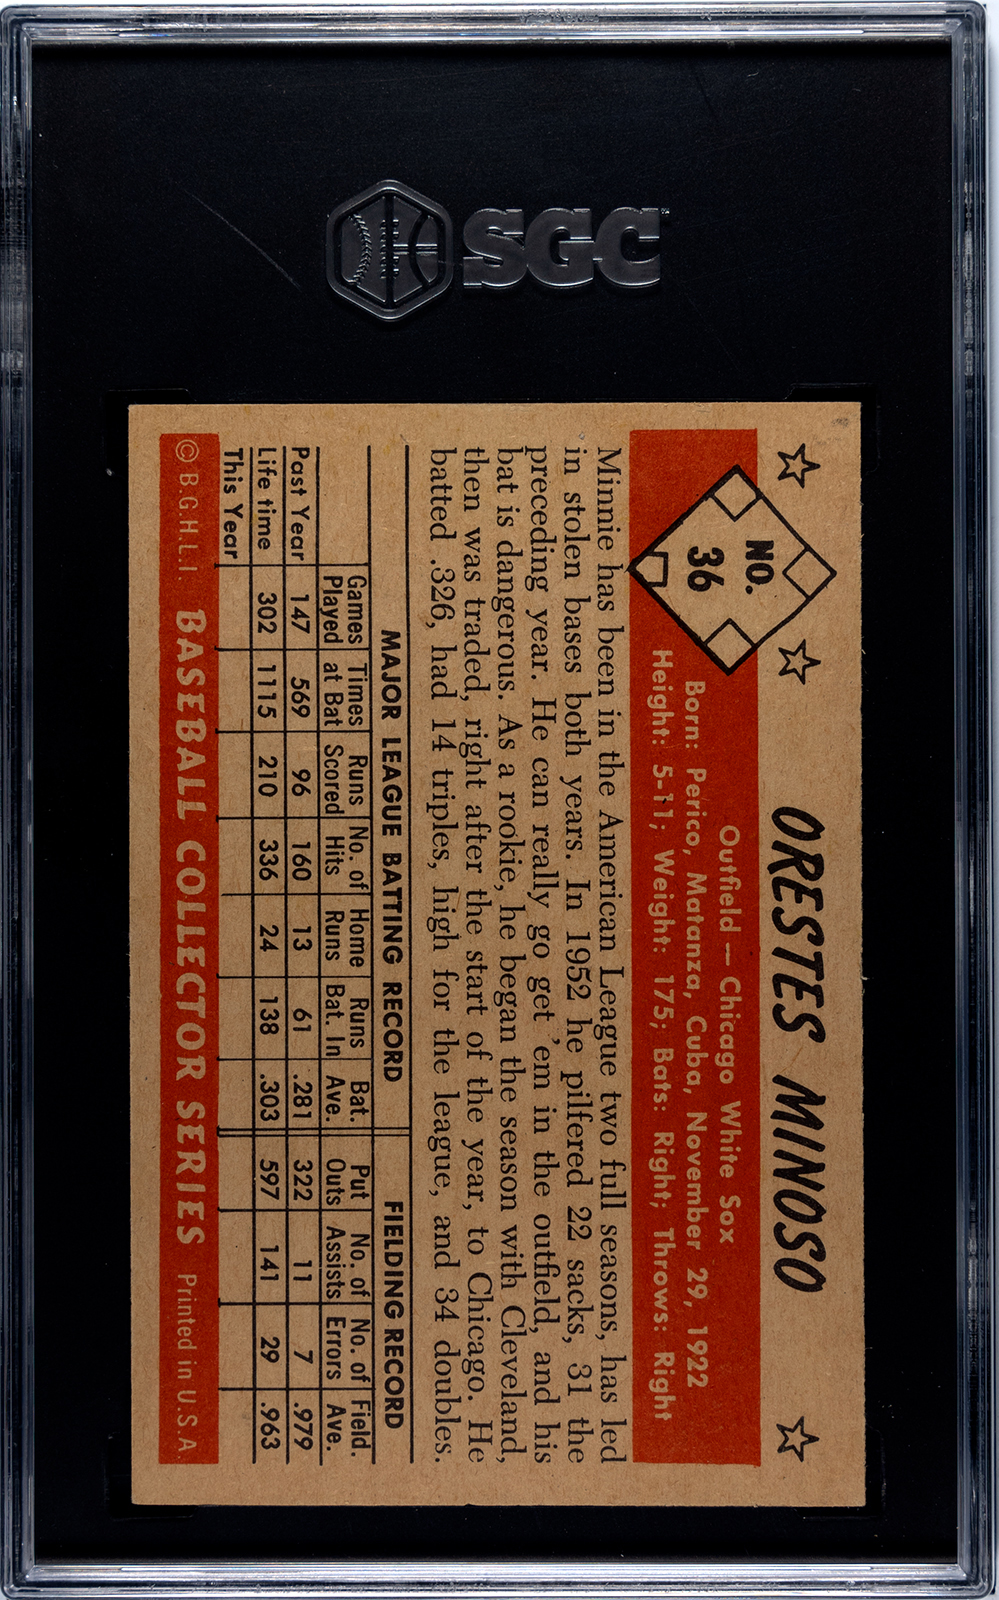 SGC
NO.
36
ORESTES MINOSO
Outfield — Chicago White Sox
Born: Perico, Matanza, Cuba, November 29, 1922
Height: 5-11; Weight: 175; Bats: Right; Throws: Right
Minnie has been in the American League two full seasons, has led
in stolen bases both years. In 1952 he pilfered 22 sacks, 31 the
preceding year. He can really go get 'em in the outfield, and his
bat is dangerous. As a rookie, he began the season with Cleveland,
then was traded, right after the start of the year, to Chicago. He
batted .326, had 14 triples, high for the league, and 34 doubles.
MAJOR LEAGUE BATTING RECORD FIELDING RECORD
Games Times Runs No. of Home Runs Bat. Put No. of No. of Field.
Played at Bat Scored Hits Runs Bat. In Ave. Outs Assists Errors Ave.
Past Year 147 569 96 160 13 61 .281 322 11 7 .979
Life time 302 1115 210 336 24 138 .303 597 141 29 .963
This Year
© B.G.H.L.I. BASEBALL COLLECTOR SERIES Printed in U.S.A